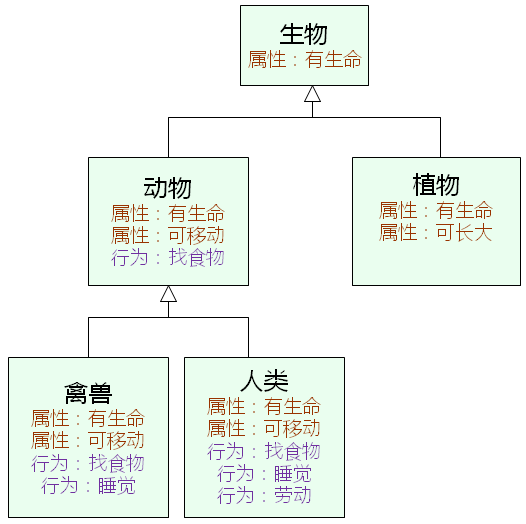 生物
属性：有生命
动物
属性：有生命
属性：可移动
行为：找食物
植物
属性：有生命
属性：可长大
禽兽
属性：有生命
属性：可移动
行为：找食物
行为：睡觉
人类
属性：有生命
属性：可移动
行为：找食物
行为：睡觉
行为：劳动